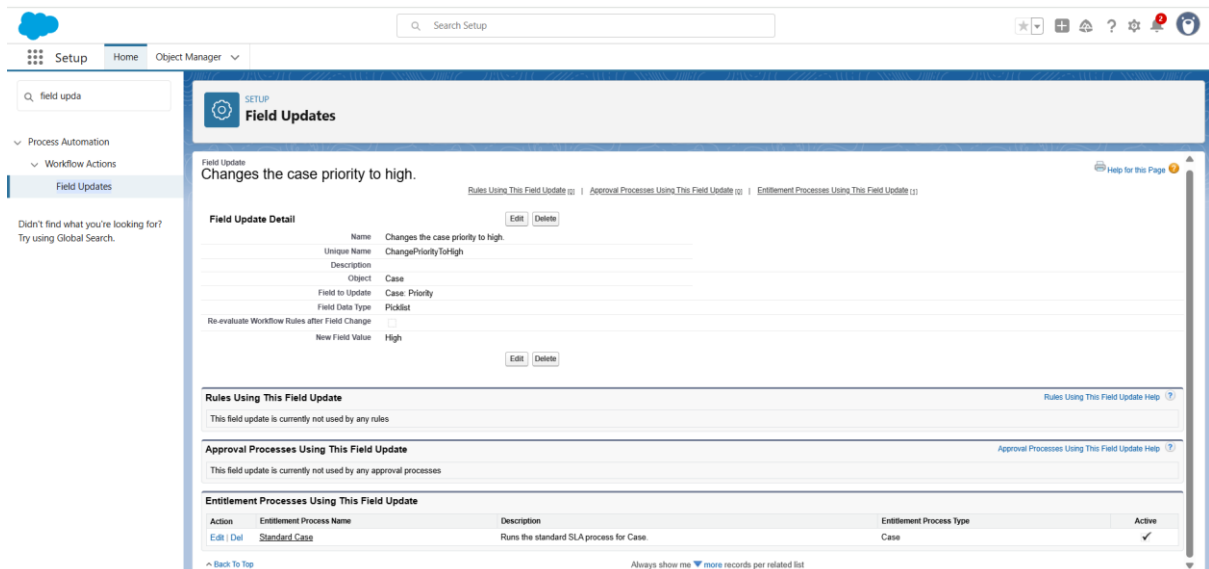 Search Setup
2
Setup
Home
Object Manager
field upda
Process Automation
Workflow Actions
Field Updates
Didn't find what you're looking for?
Try using Global Search.
SETUP
Field Updates
Field Update
Changes the case priority to high.
Help for this Page
Rules Using This Field Update [0] | Approval Processes Using This Field Update [0] | Entitlement Processes Using This Field Update [1]
Field Update Detail
Edit Delete
Name Changes the case priority to high.
Unique Name ChangePriorityToHigh
Description
Object Case
Field to Update Case: Priority
Field Data Type Picklist
Re-evaluate Workflow Rules after Field Change
New Field Value High
Edit Delete
Rules Using This Field Update
Rules Using This Field Update Help ?
This field update is currently not used by any rules
Approval Processes Using This Field Update
Approval Processes Using This Field Update Help ?
This field update is currently not used by any approval processes
Entitlement Processes Using This Field Update
Action Entitlement Process Name Description Entitlement Process Type Active
Edit | Del Standard Case Runs the standard SLA process for Case. Case ✓
^ Back To Top
Always show me ▼ more records per related list